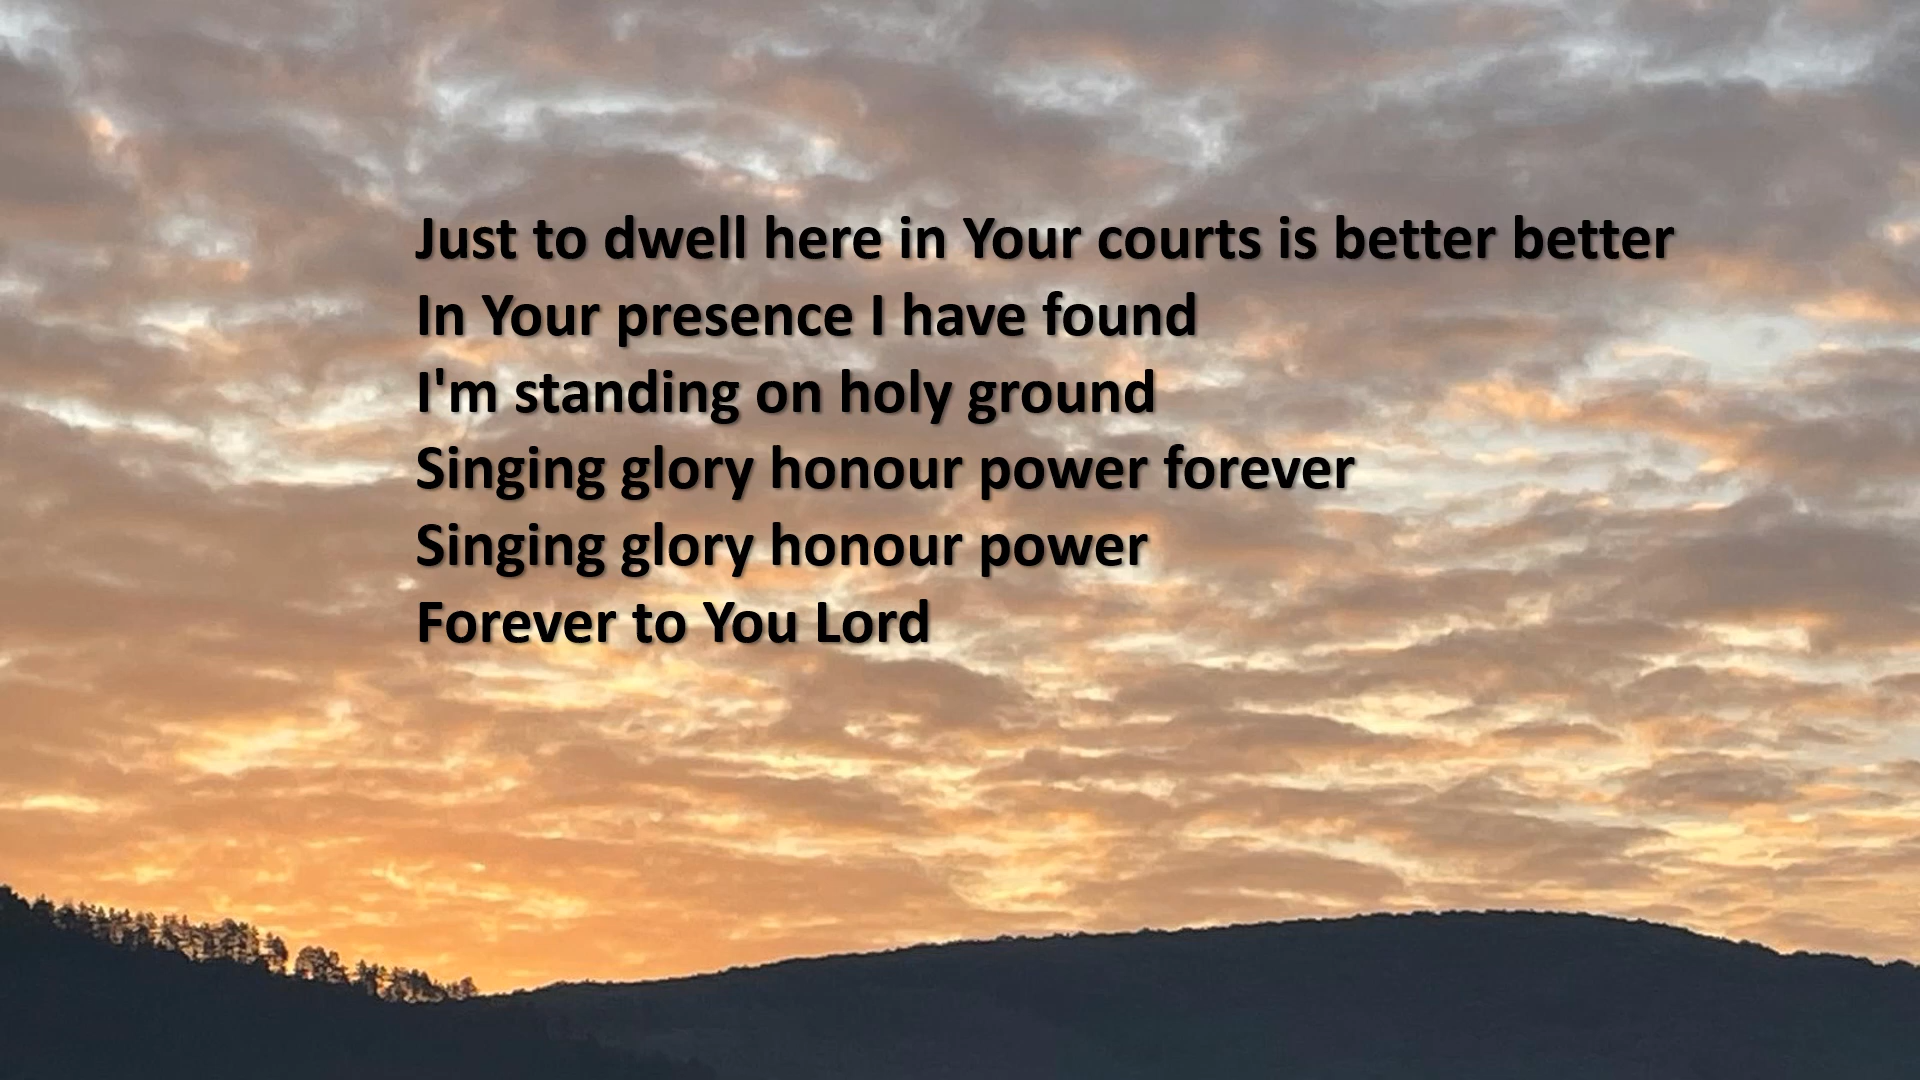 Just to dwell here in Your courts is better better
In Your presence I have found
I'm standing on holy ground
Singing glory honour power forever
Singing glory honour power
Forever to You Lord